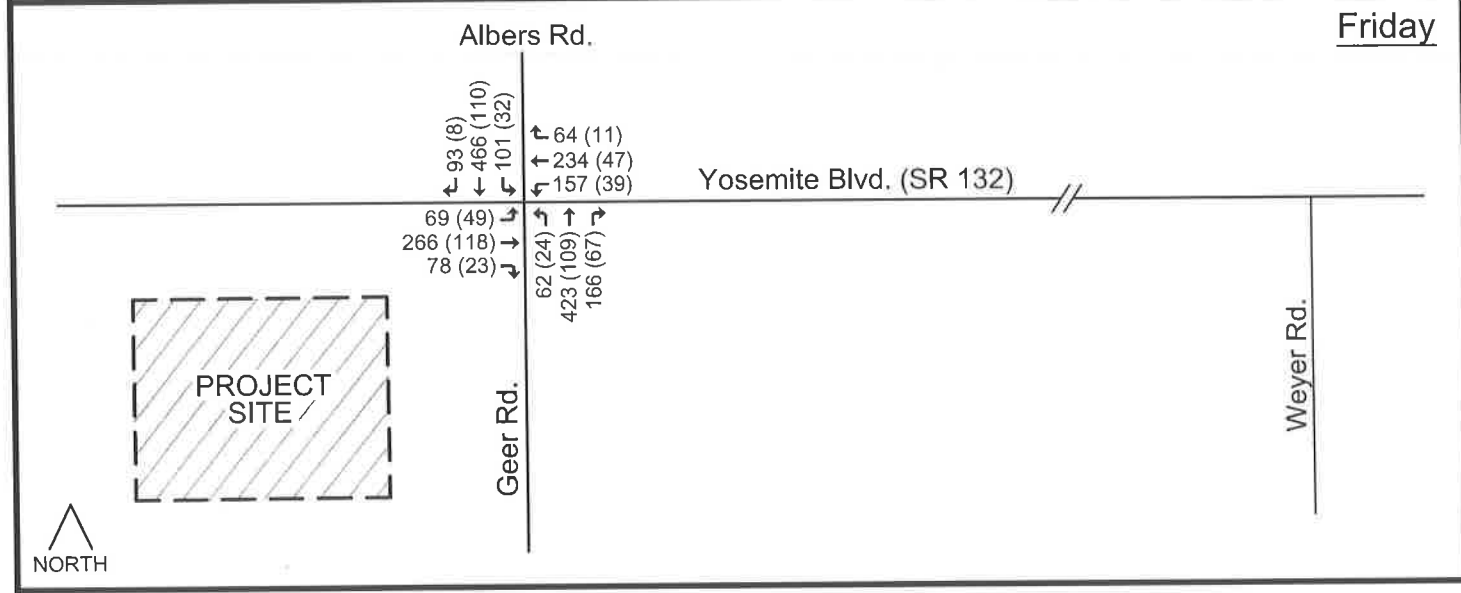 Friday
Albers Rd.
93 (8)
466 (110)
101 (32)
64 (11)
234 (47)
157 (39)
Yosemite Blvd. (SR 132)
69 (49)
266 (118)
78 (23)
62 (24)
423 (109)
166 (67)
PROJECT
SITE
Geer Rd.
Weyer Rd.
NORTH